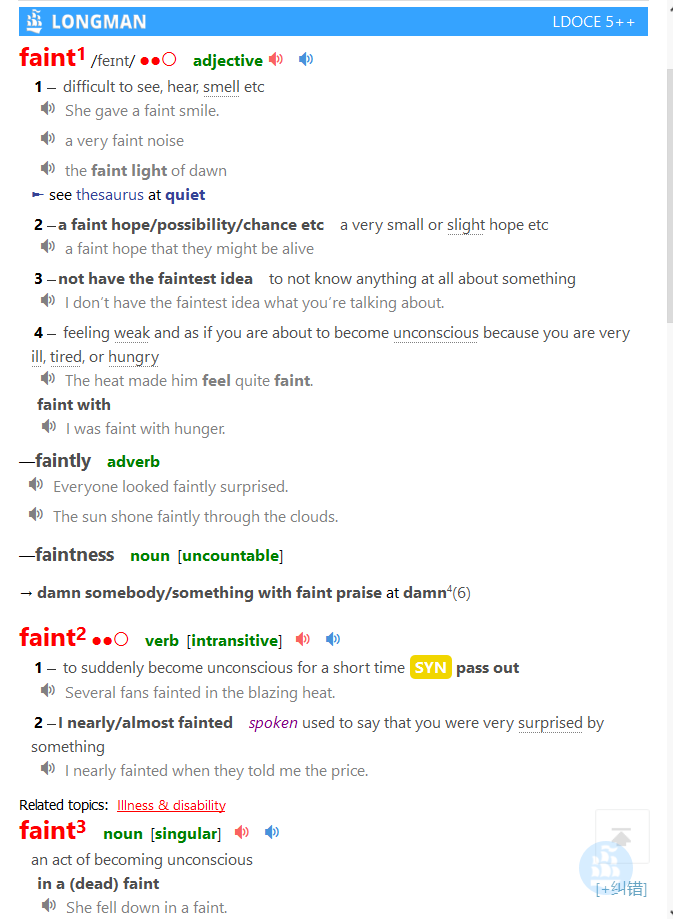 LONGMAN LDOCE 5++
faint1 /feɪnt/ ●●○ adjective
1 – difficult to see, hear, smell etc
She gave a faint smile.
a very faint noise
the faint light of dawn
► see thesaurus at quiet
2 – a faint hope/possibility/chance etc a very small or slight hope etc
a faint hope that they might be alive
3 – not have the faintest idea to not know anything at all about something
I don’t have the faintest idea what you’re talking about.
4 – feeling weak and as if you are about to become unconscious because you are very
ill, tired, or hungry
The heat made him feel quite faint.
faint with
I was faint with hunger.
—faintly adverb
Everyone looked faintly surprised.
The sun shone faintly through the clouds.
—faintness noun [uncountable]
→ damn somebody/something with faint praise at damn4(6)
faint2 ●●○ verb [intransitive]
1 – to suddenly become unconscious for a short time SYN pass out
Several fans fainted in the blazing heat.
2 – I nearly/almost fainted spoken used to say that you were very surprised by
something
I nearly fainted when they told me the price.
Related topics: Illness & disability
faint3 noun [singular]
an act of becoming unconscious
in a (dead) faint
[+纠错]
She fell down in a faint.